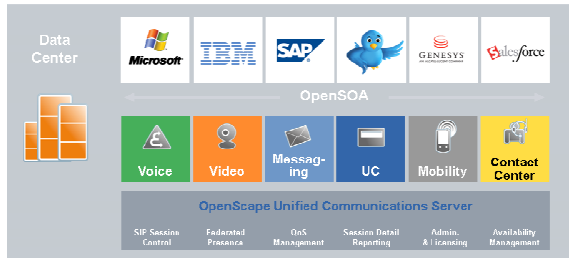 Data
Center
Microsoft
IBM
SAP
GENESYS
Salesforce
OpenSOA
Voice
Video
Messag-
ing
UC
Mobility
Contact
Center
OpenScape Unified Communications Server
SIP Session
Control
Federated
Presence
QoS
Management
Session Detail
Reporting
Admin.
& Licensing
Availability
Management